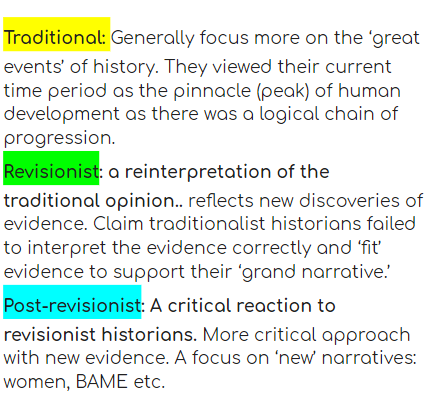 Traditional: Generally focus more on the ‘great
events’ of history. They viewed their current
time period as the pinnacle (peak) of human
development as there was a logical chain of
progression.
Revisionist: a reinterpretation of the
traditional opinion.. reflects new discoveries of
evidence. Claim traditionalist historians failed
to interpret the evidence correctly and ‘fit’
evidence to support their ‘grand narrative.’
Post-revisionist: A critical reaction to
revisionist historians. More critical approach
with new evidence. A focus on ‘new’ narratives:
women, BAME etc.